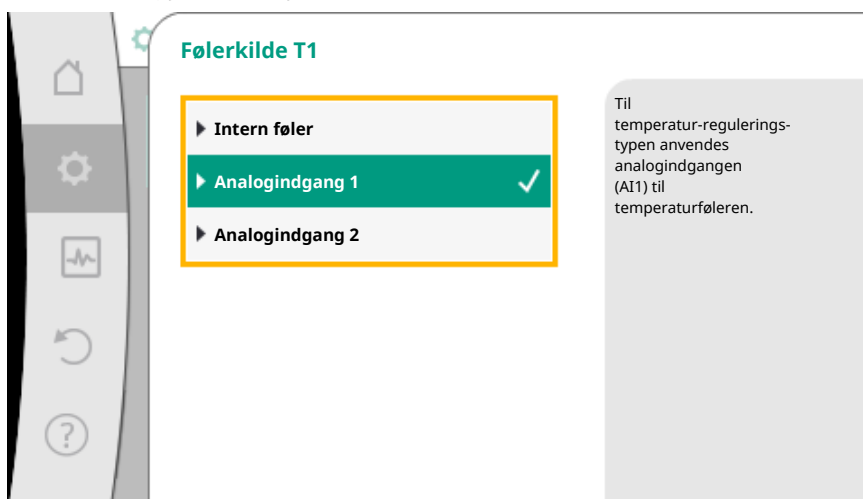 Følerkilde T1
Intern føler
Analogindgang 1
Analogindgang 2
Til
temperatur-regulerings-
typen anvendes
analogindgangen
(AI1) til
temperaturføleren.
?